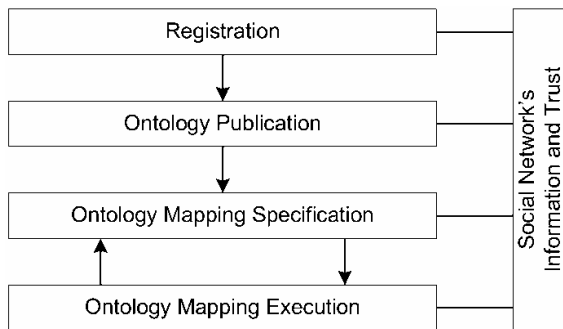 Registration
Ontology Publication
Ontology Mapping Specification
Ontology Mapping Execution
Social Network's
Information and Trust